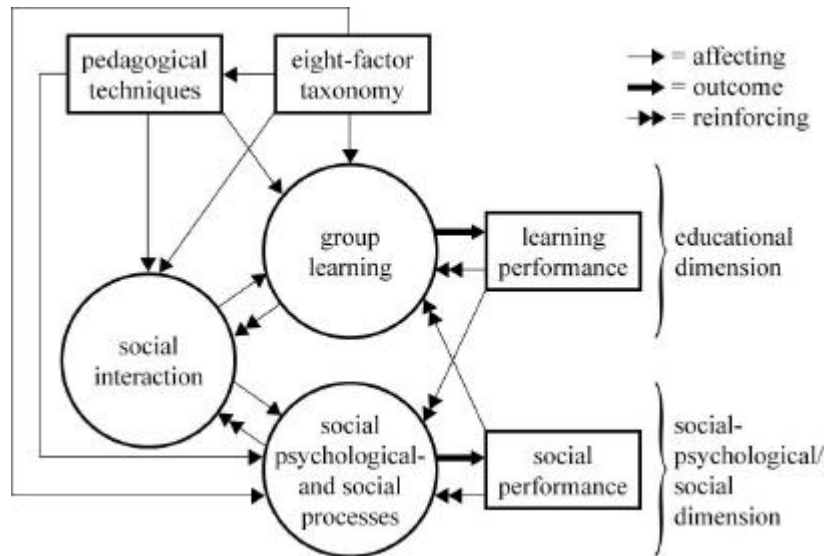 pedagogical
techniques
eight-factor
taxonomy
= affecting
= outcome
= reinforcing
group
learning
learning
performance
educational
dimension
social
interaction
social
psychological-
and social
processes
social
performance
social-
psychological/
social
dimension